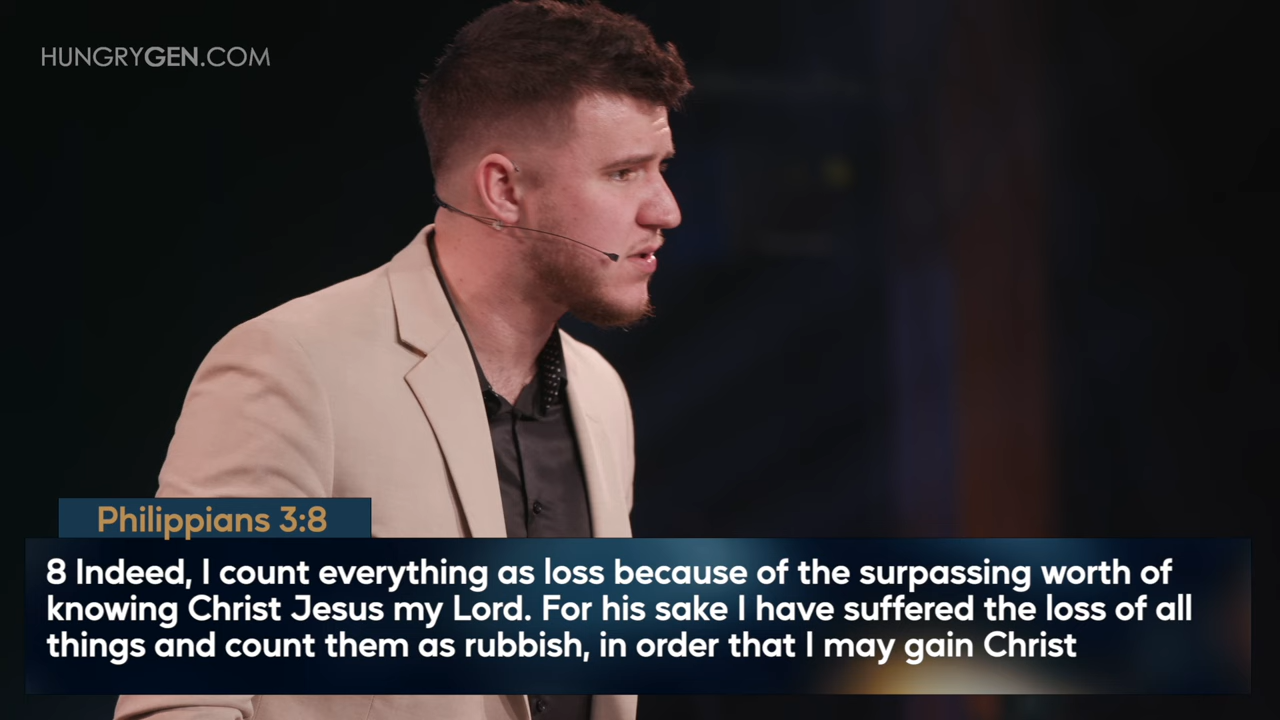 HUNGRYGEN.COM
Philippians 3:8
8 Indeed, I count everything as loss because of the surpassing worth of
knowing Christ Jesus my Lord. For his sake I have suffered the loss of all
things and count them as rubbish, in order that I may gain Christ